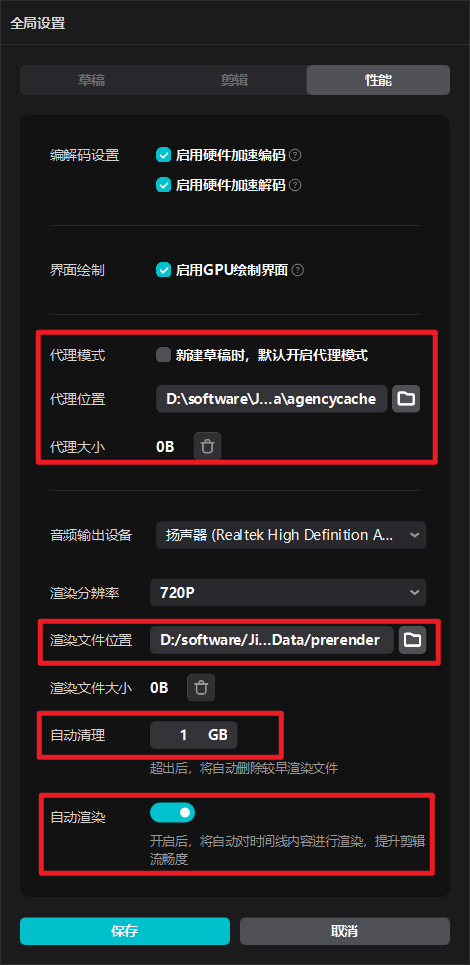 全局设置
草稿 剪辑 性能
编解码设置 启用硬件加速编码 ?
启用硬件加速解码 ?
界面绘制 启用GPU绘制界面 ?
代理模式 新建草稿时，默认开启代理模式
代理位置 D:\software\J...a\agencycache
代理大小 0B
音频输出设备 扬声器 (Realtek High Definition A...
渲染分辨率 720P
渲染文件位置 D:/software/Ji...Data/prerender
渲染文件大小 0B
自动清理 1 GB
超出后，将自动删除较早渲染文件
自动渲染
开启后，将自动对时间线内容进行渲染，提升剪辑
流畅度
保存 取消